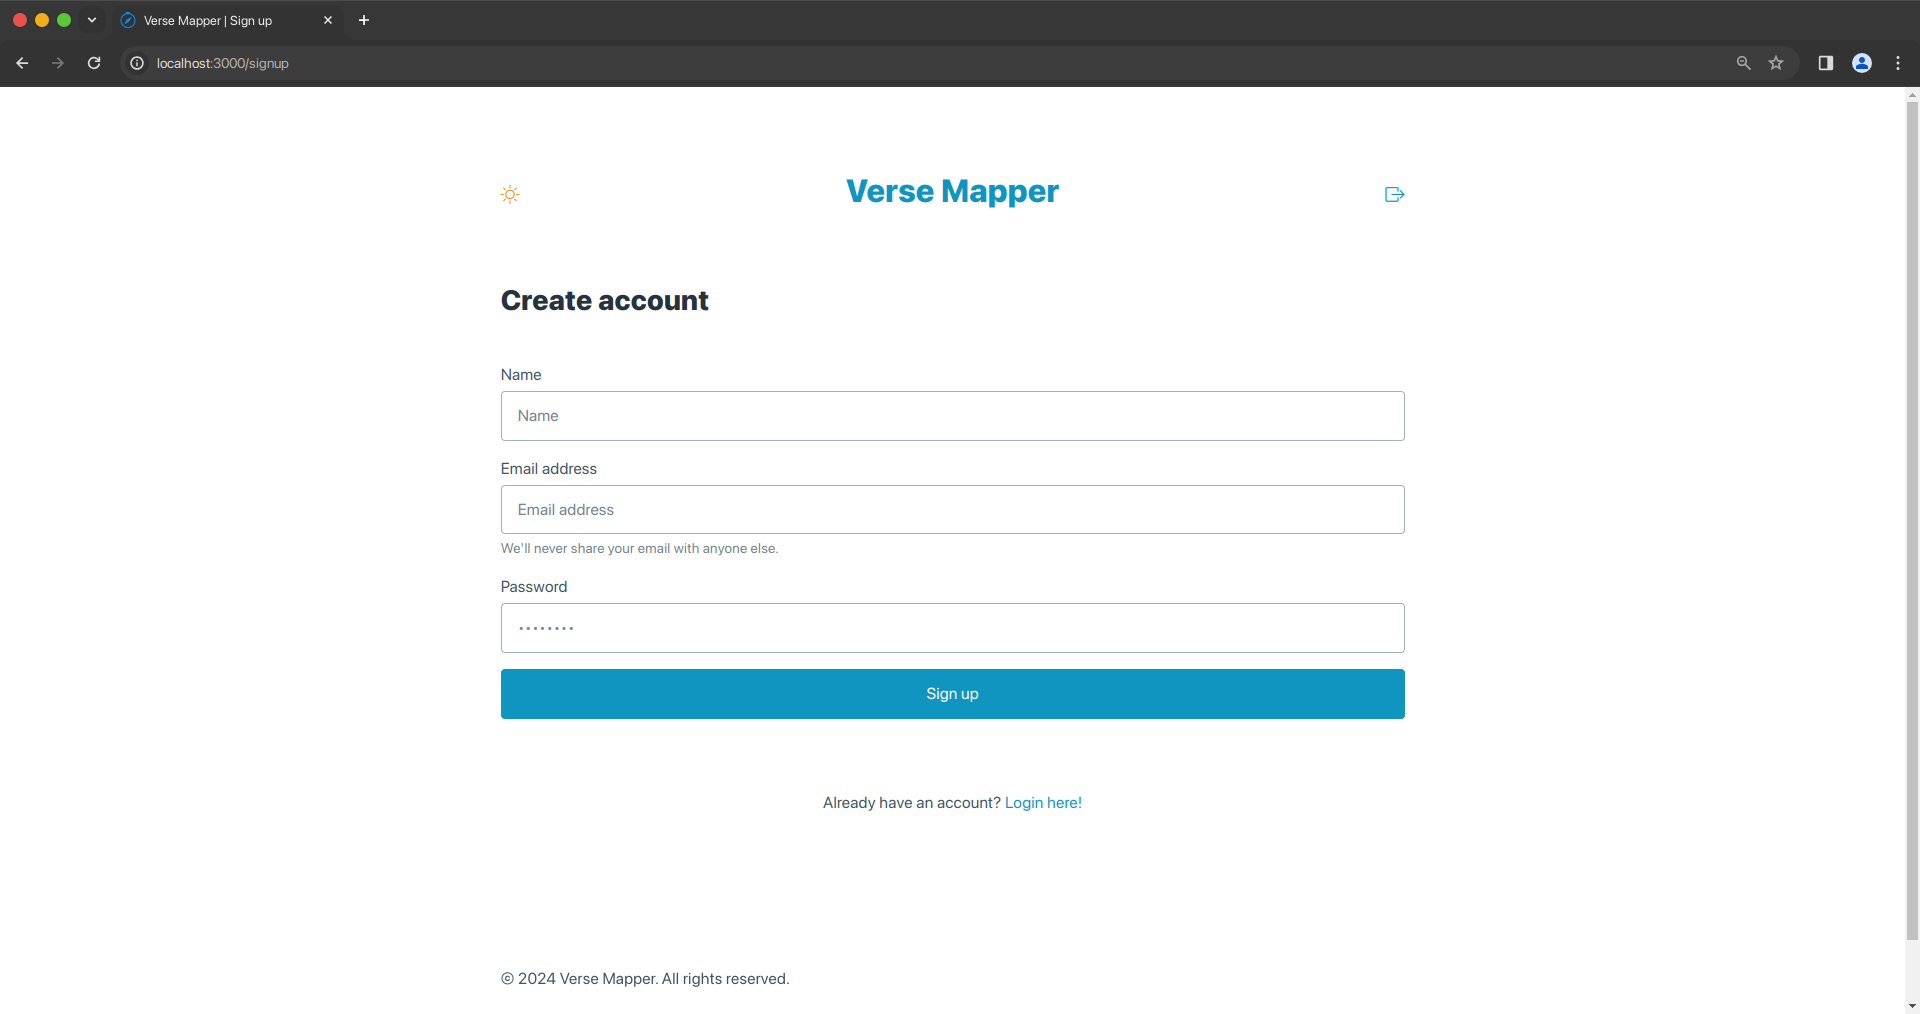 Verse Mapper | Sign up
localhost:3000/signup
Verse Mapper
Create account
Name
Name
Email address
Email address
We'll never share your email with anyone else.
Password
••••••••
Sign up
Already have an account? Login here!
© 2024 Verse Mapper. All rights reserved.